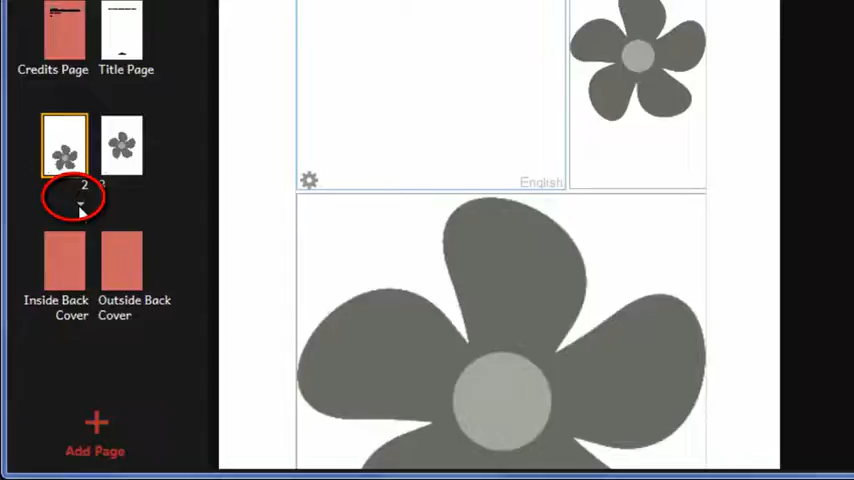 Credits Page
Title Page
2
3
English
Inside Back
Cover
Outside Back
Cover
+
Add Page